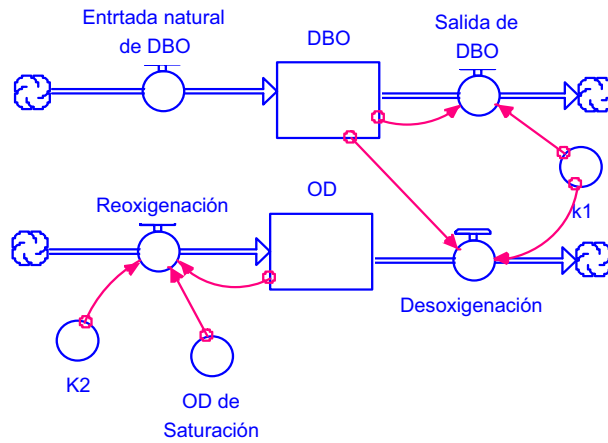 Entrtada natural
de DBO
DBO
Salida de
DBO
k1
Reoxigenación
OD
Desoxigenación
K2
OD de
Saturación